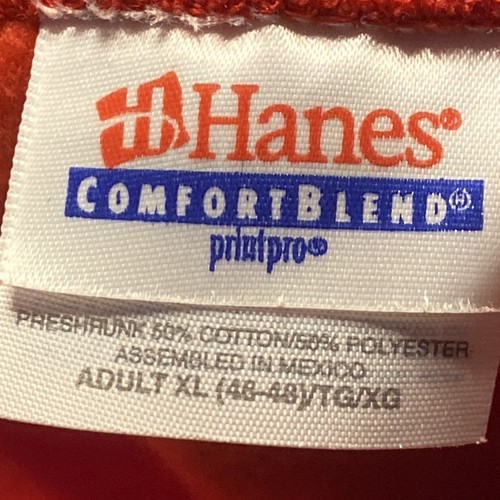 Hanes®
COMFORTBLEND®
printpro®
PRESHRUNK 50% COTTON/50% POLYESTER
ASSEMBLED IN MEXICO
ADULT XL (46-48)/TG/XG